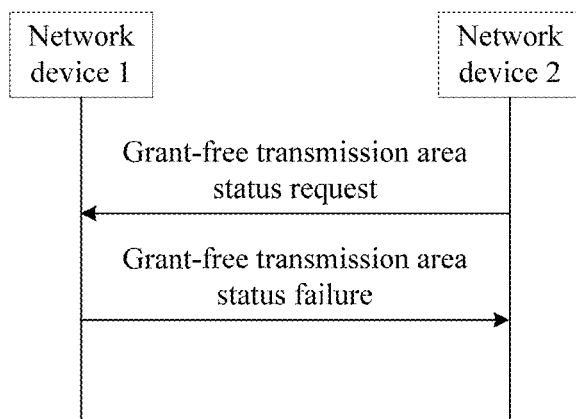 Network
device 1
Network
device 2
Grant-free transmission area
status request
Grant-free transmission area
status failure